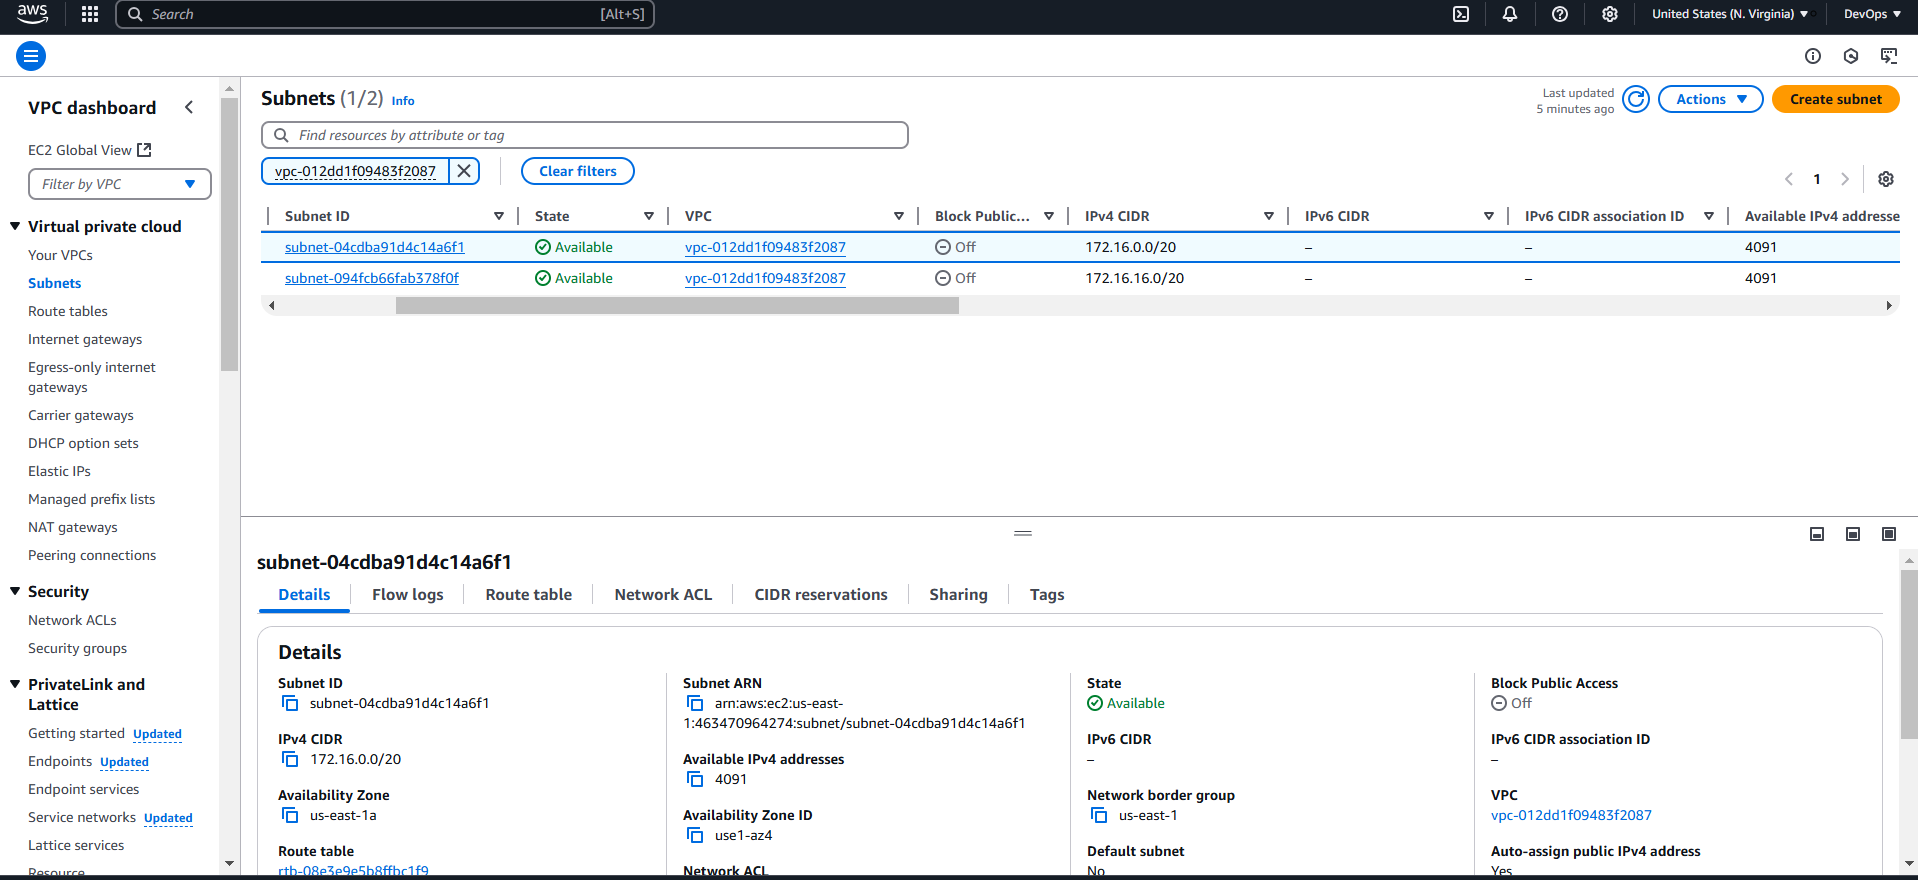 aws
Search [Alt+S]
United States (N. Virginia)
DevOps
VPC dashboard
EC2 Global View
Filter by VPC
Virtual private cloud
Your VPCs
Subnets
Route tables
Internet gateways
Egress-only internet
gateways
Carrier gateways
DHCP option sets
Elastic IPs
Managed prefix lists
NAT gateways
Peering connections
Security
Network ACLs
Security groups
PrivateLink and
Lattice
Getting started Updated
Endpoints Updated
Endpoint services
Service networks Updated
Lattice services
Resource
Subnets (1/2) Info
Last updated
5 minutes ago
Actions
Create subnet
Find resources by attribute or tag
vpc-012dd1f09483f2087
Clear filters
1
Subnet ID State VPC Block Public... IPv4 CIDR IPv6 CIDR IPv6 CIDR association ID Available IPv4 addresse
subnet-04cdba91d4c14a6f1 Available vpc-012dd1f09483f2087 Off 172.16.0.0/20 – – 4091
subnet-094fcb66fab378f0f Available vpc-012dd1f09483f2087 Off 172.16.16.0/20 – – 4091
subnet-04cdba91d4c14a6f1
Details Flow logs Route table Network ACL CIDR reservations Sharing Tags
Details
Subnet ID
subnet-04cdba91d4c14a6f1
IPv4 CIDR
172.16.0.0/20
Availability Zone
us-east-1a
Route table
rtb-08e3e9e5b8ffbc1f9
Subnet ARN
arn:aws:ec2:us-east-
1:463470964274:subnet/subnet-04cdba91d4c14a6f1
Available IPv4 addresses
4091
Availability Zone ID
use1-az4
Network ACL
State
Available
IPv6 CIDR
–
Network border group
us-east-1
Default subnet
No
Block Public Access
Off
IPv6 CIDR association ID
–
VPC
vpc-012dd1f09483f2087
Auto-assign public IPv4 address
Yes